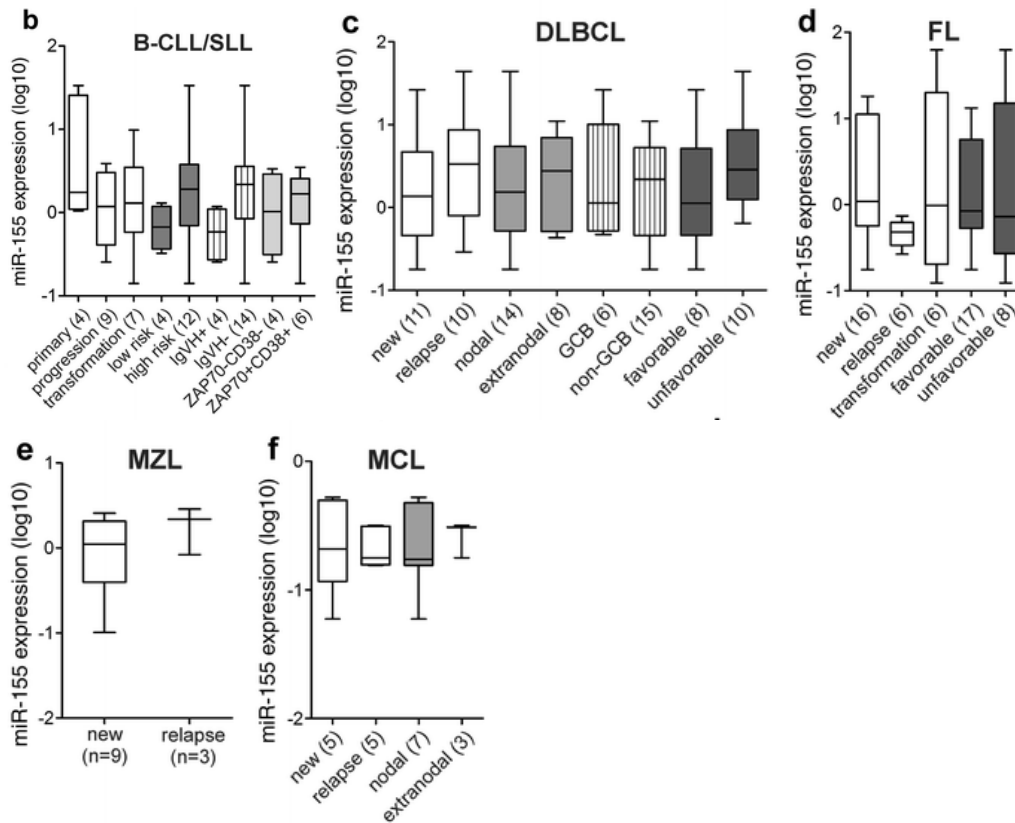 b
B-CLL/SLL
miR-155 expression (log10)
2
1
0
-1
primary (4)
progression (9)
transformation (7)
low risk (4)
high risk (12)
IgVH+ (4)
IgVH- (14)
ZAP70-CD38- (4)
ZAP70+CD38+ (6)
c
DLBCL
miR-155 expression (log10)
2
1
0
-1
new (11)
relapse (10)
nodal (14)
extranodal (8)
GCB (6)
non-GCB (15)
favorable (8)
unfavorable (10)
d
FL
miR-155 expression (log10)
2
1
0
-1
new (16)
relapse (6)
transformation (6)
favorable (17)
unfavorable (8)
e
MZL
miR-155 expression (log10)
1
0
-1
-2
new
(n=9)
relapse
(n=3)
f
MCL
miR-155 expression (log10)
0
-1
-2
new (5)
relapse (5)
nodal (7)
extranodal (3)